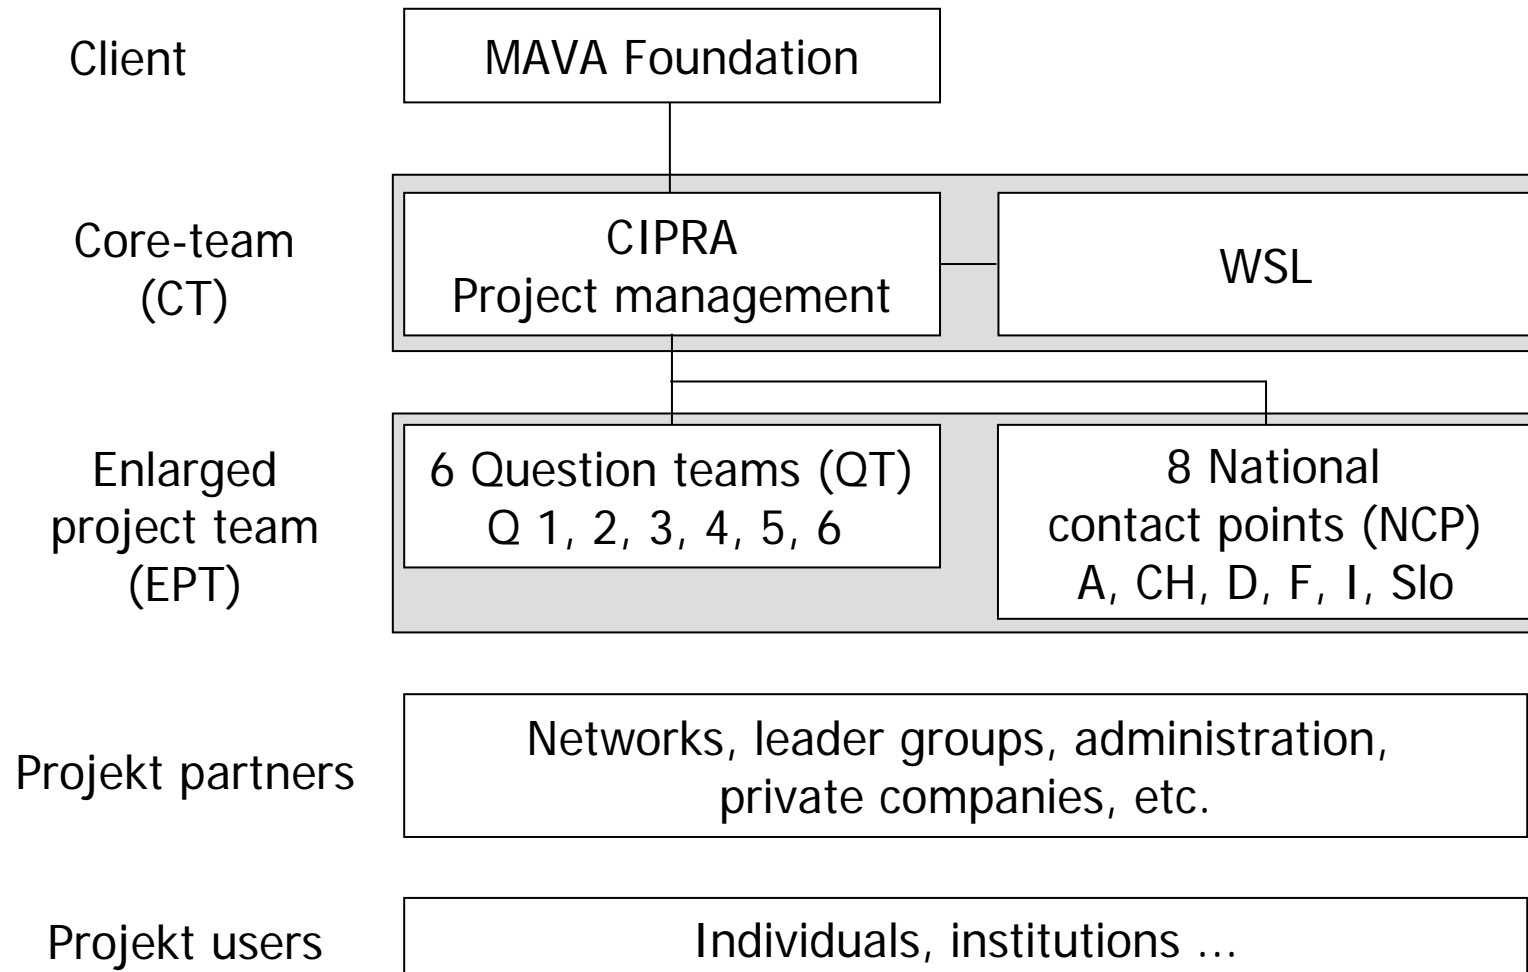 Client
MAVA Foundation
Core-team
(CT)
CIPRA
Project management
WSL
Enlarged
project team
(EPT)
6 Question teams (QT)
Q 1, 2, 3, 4, 5, 6
8 National
contact points (NCP)
A, CH, D, F, I, Slo
Projekt partners
Networks, leader groups, administration,
private companies, etc.
Projekt users
Individuals, institutions ...